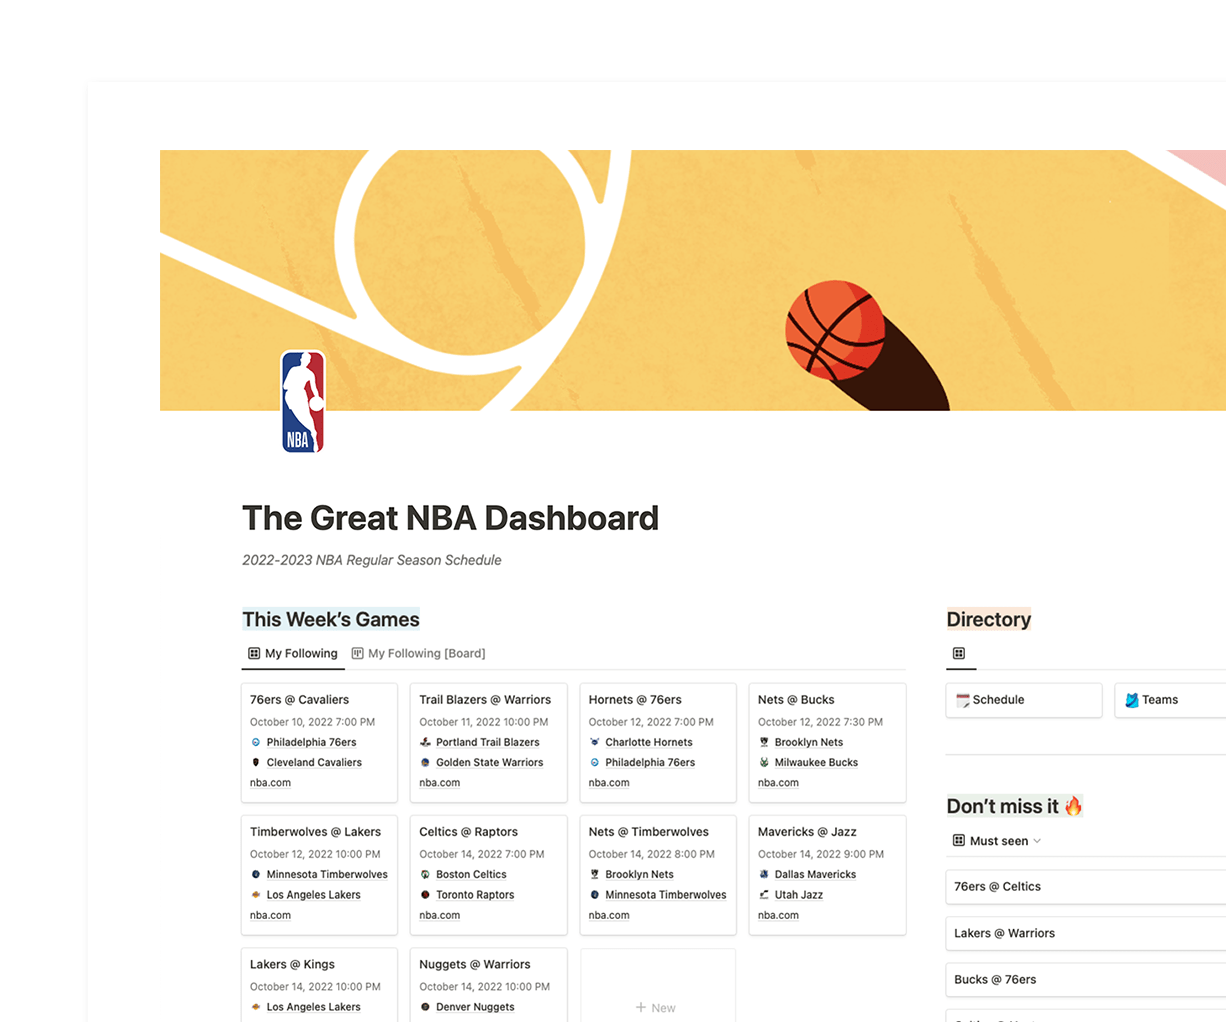 NBA
The Great NBA Dashboard
2022-2023 NBA Regular Season Schedule
This Week's Games
My Following
My Following [Board]
76ers @ Cavaliers
October 10, 2022 7:00 PM
Philadelphia 76ers
Cleveland Cavaliers
nba.com
Trail Blazers @ Warriors
October 11, 2022 10:00 PM
Portland Trail Blazers
Golden State Warriors
nba.com
Hornets @ 76ers
October 12, 2022 7:00 PM
Charlotte Hornets
Philadelphia 76ers
nba.com
Nets @ Bucks
October 12, 2022 7:30 PM
Brooklyn Nets
Milwaukee Bucks
nba.com
Timberwolves @ Lakers
October 12, 2022 10:00 PM
Minnesota Timberwolves
Los Angeles Lakers
nba.com
Celtics @ Raptors
October 14, 2022 7:00 PM
Boston Celtics
Toronto Raptors
nba.com
Nets @ Timberwolves
October 14, 2022 8:00 PM
Brooklyn Nets
Minnesota Timberwolves
nba.com
Mavericks @ Jazz
October 14, 2022 9:00 PM
Dallas Mavericks
Utah Jazz
nba.com
Lakers @ Kings
October 14, 2022 10:00 PM
Los Angeles Lakers
Nuggets @ Warriors
October 14, 2022 10:00 PM
Denver Nuggets
+ New
Directory
Schedule
Teams
Don't miss it 🔥
Must seen
76ers @ Celtics
Lakers @ Warriors
Bucks @ 76ers